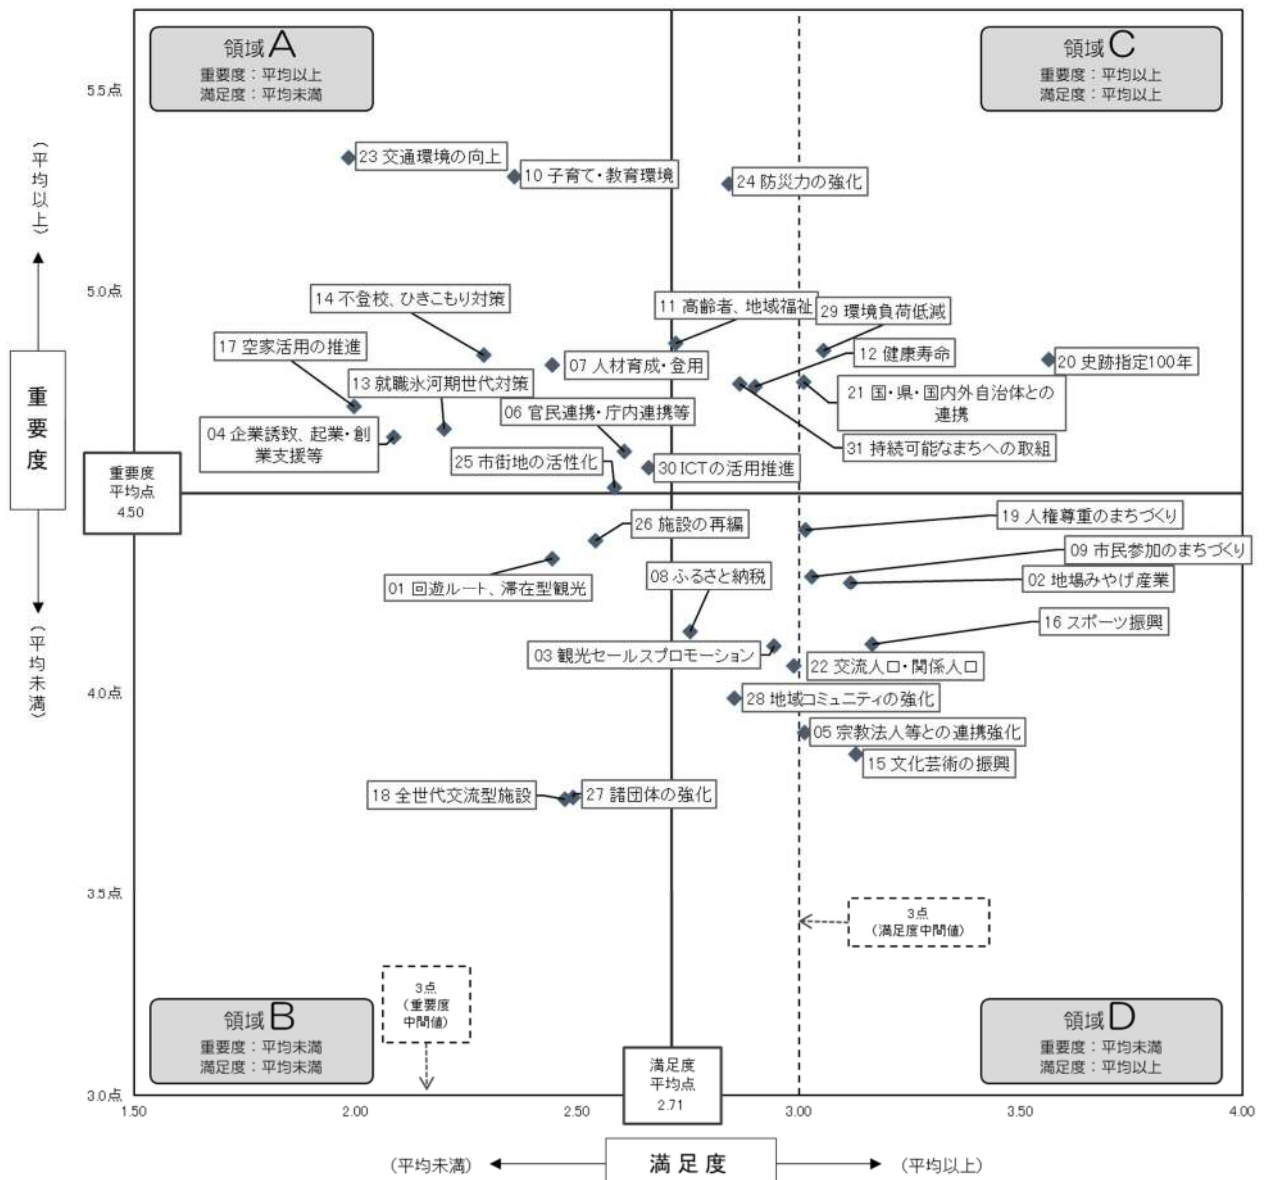 領域A
重要度：平均以上
満足度：平均未満
領域C
重要度：平均以上
満足度：平均以上
5.5点
(平均以上)
23 交通環境の向上
10 子育て・教育環境
24 防災力の強化
5.0点
14 不登校、ひきこもり対策
11 高齢者、地域福祉
29 環境負荷低減
17 空家活用の推進
07 人材育成・登用
12 健康寿命
20 史跡指定100年
13 就職氷河期世代対策
21 国・県・国内外自治体との
連携
06 官民連携・庁内連携等
04 企業誘致、起業・創
業支援等
31 持続可能なまちへの取組
25 市街地の活性化
30 ICTの活用推進
重要度
重要度
平均点
4.50
26 施設の再編
19 人権尊重のまちづくり
09 市民参加のまちづくり
01 回遊ルート、滞在型観光
08 ふるさと納税
02 地場みやげ産業
16 スポーツ振興
(平均未満)
03 観光セールスプロモーション
22 交流人口・関係人口
4.0点
28 地域コミュニティの強化
05 宗教法人等との連携強化
15 文化芸術の振興
18 全世代交流型施設
27 諸団体の強化
3.5点
3点
(満足度中間値)
3点
(重要度
中間値)
領域B
重要度：平均未満
満足度：平均未満
領域D
重要度：平均未満
満足度：平均以上
満足度
平均点
2.71
3.0点
1.50
2.00
2.50
3.00
3.50
4.00
(平均未満)
満足度
(平均以上)